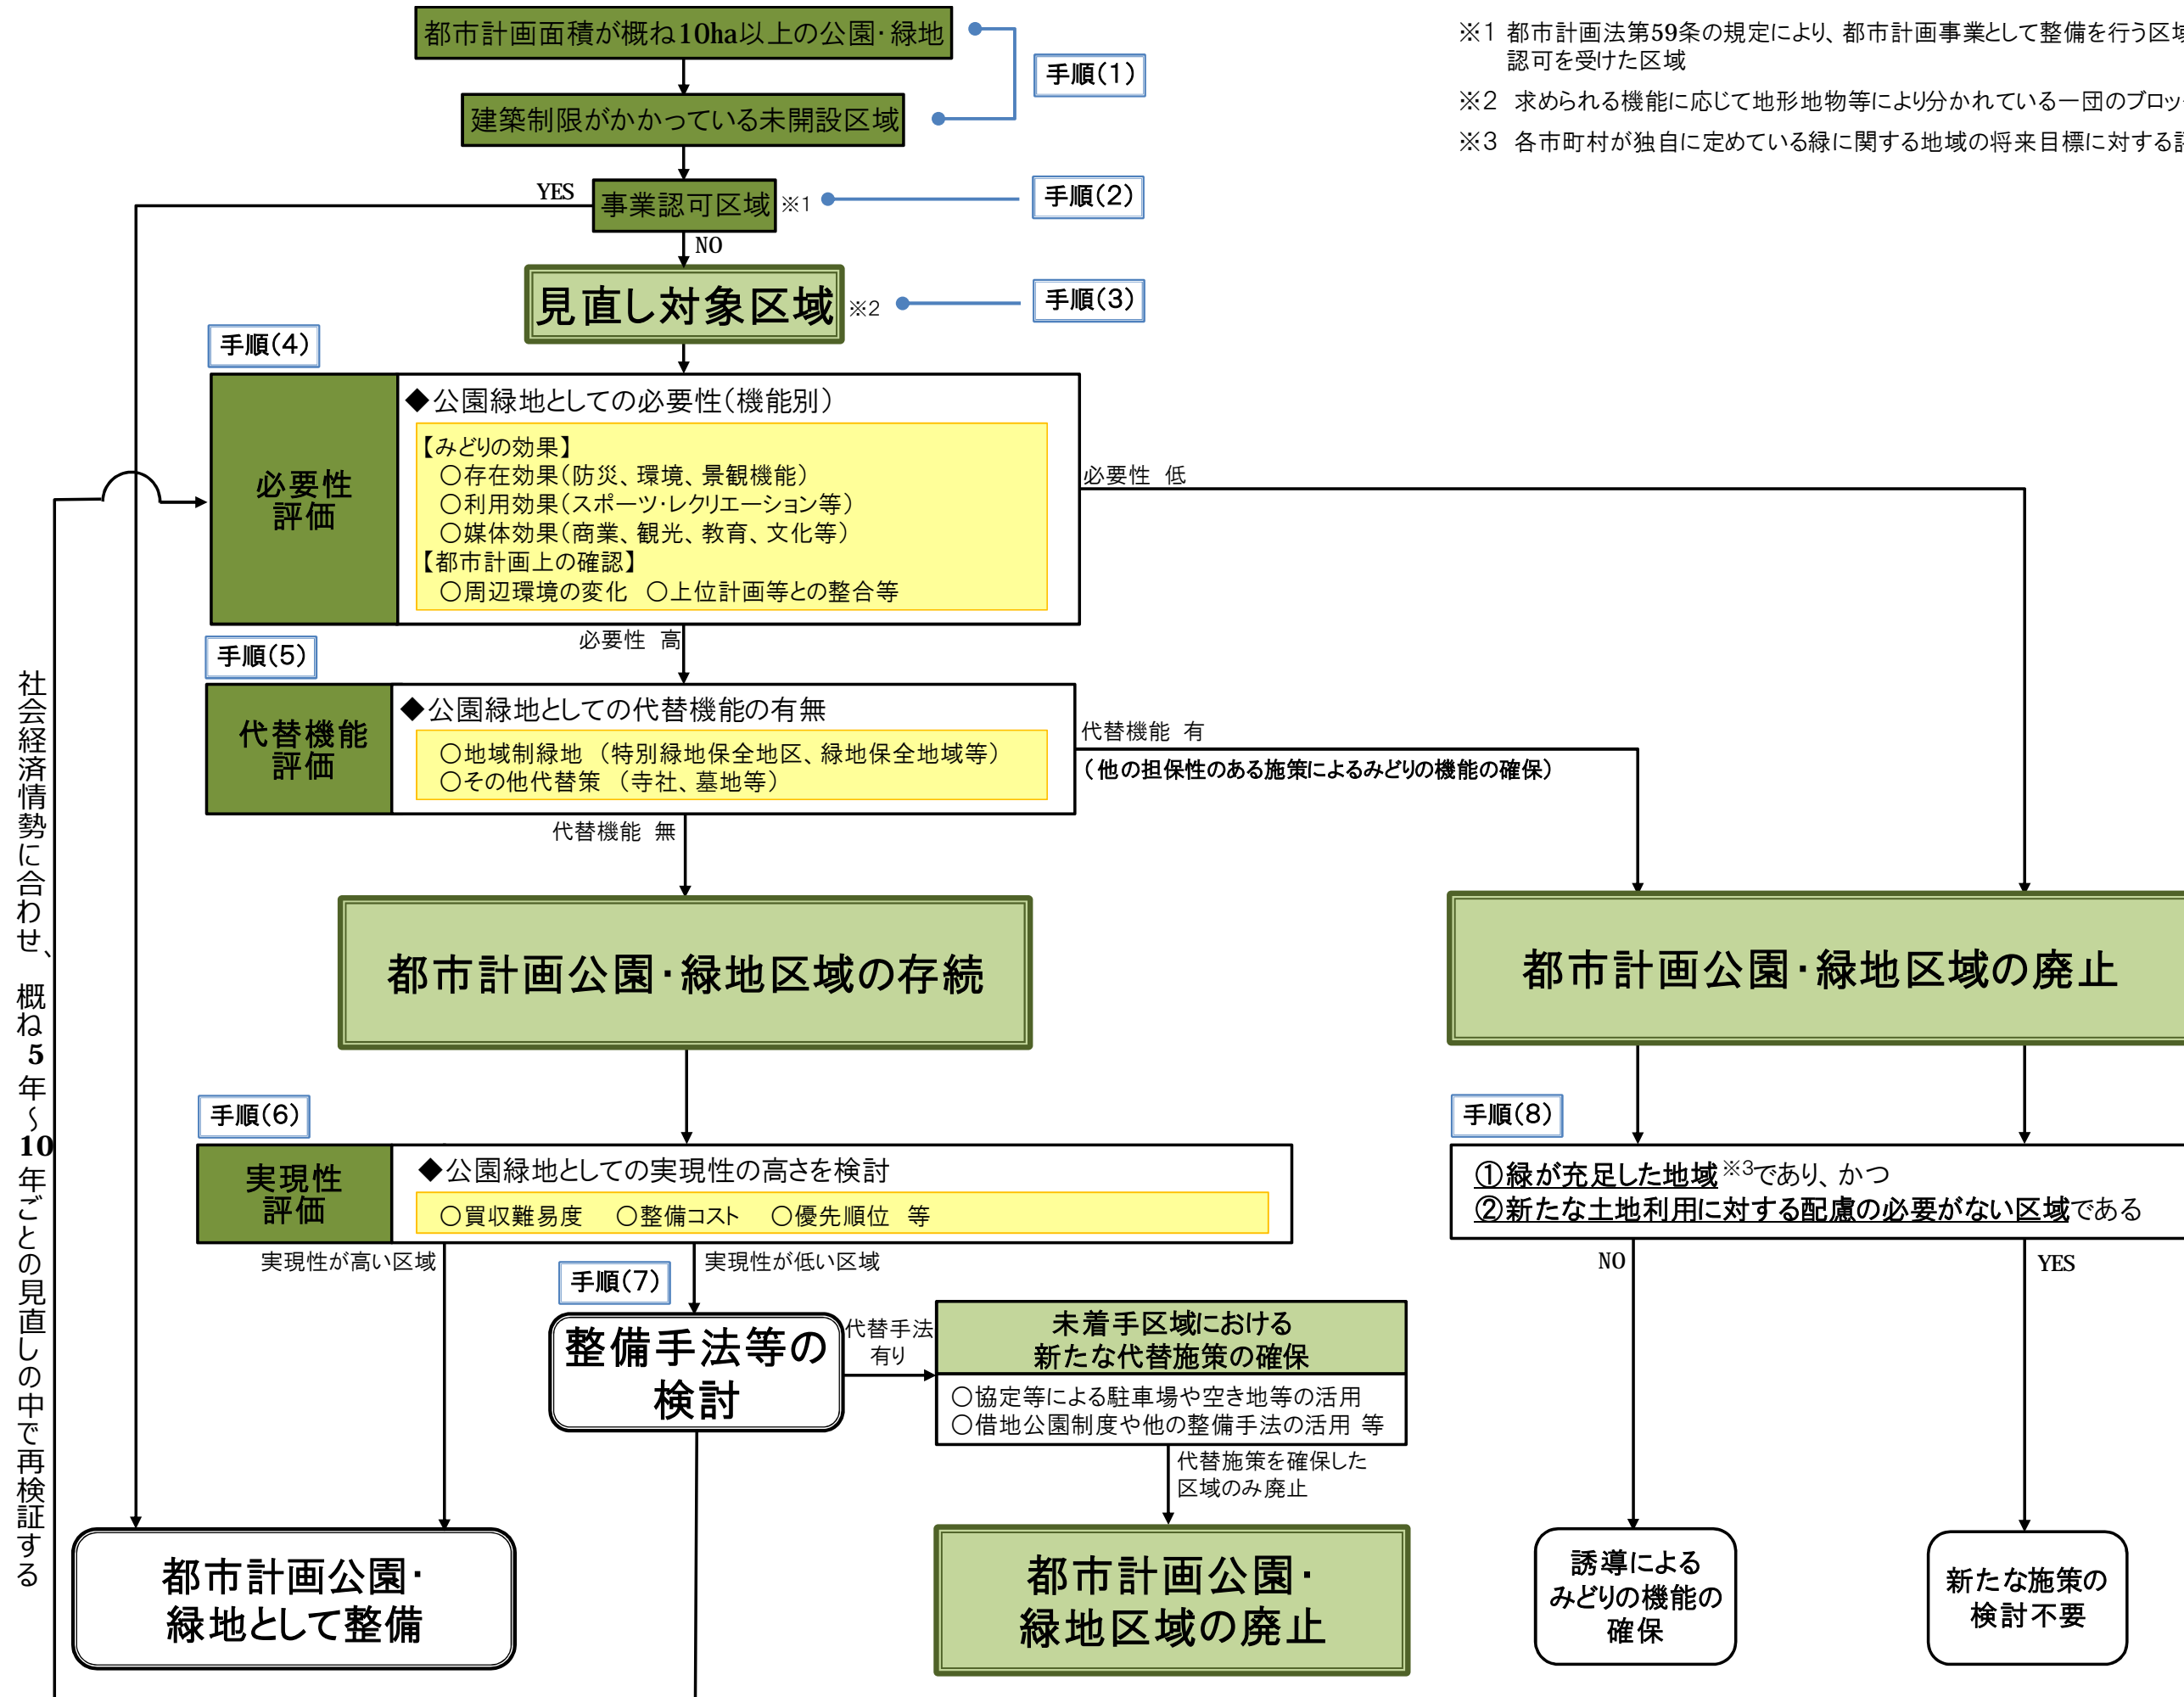 都市計画面積が概ね10ha以上の公園・緑地
手順(1)
建築制限がかかっている未開設区域
※1 都市計画法第59条の規定により、都市計画事業として整備を行う区域
認可を受けた区域
※2 求められる機能に応じて地形地物等により分かれている一団のブロッ
※3 各市町村が独自に定めている緑に関する地域の将来目標に対する
YES
事業認可区域 ※1
手順(2)
NO
見直し対象区域 ※2
手順(3)
手順(4)
必要性
評価
◆公園緑地としての必要性(機能別)
【みどりの効果】
○存在効果(防災、環境、景観機能)
○利用効果(スポーツ・レクリエーション等)
○媒体効果(商業、観光、教育、文化等)
【都市計画上の確認】
○周辺環境の変化 ○上位計画等との整合等
必要性 低
必要性 高
手順(5)
代替機能
評価
◆公園緑地としての代替機能の有無
○地域制緑地 (特別緑地保全地区、緑地保全地域等)
○その他代替策 (寺社、墓地等)
代替機能 有
(他の担保性のある施策によるみどりの機能の確保)
代替機能 無
都市計画公園・緑地区域の存続
都市計画公園・緑地区域の廃止
手順(6)
実現性
評価
◆公園緑地としての実現性の高さを検討
○買収難易度 ○整備コスト ○優先順位 等
手順(8)
①緑が充足した地域※3であり、かつ
②新たな土地利用に対する配慮の必要がない区域である
実現性が高い区域
実現性が低い区域
NO
YES
手順(7)
整備手法等の
検討
代替手法
有り
未着手区域における
新たな代替施策の確保
○協定等による駐車場や空き地等の活用
○借地公園制度や他の整備手法の活用 等
代替施策を確保した
区域のみ廃止
都市計画公園・
緑地として整備
都市計画公園・
緑地区域の廃止
誘導による
みどりの機能の
確保
新たな施策の
検討不要
社会経済情勢に合わせ、概ね5年～10年ごとの見直しの中で再検証する